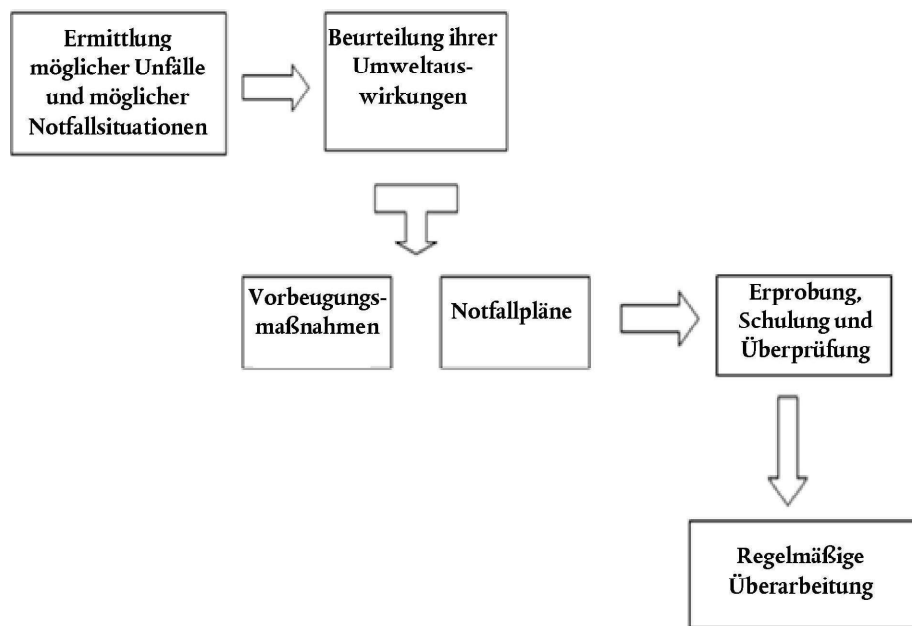 Ermittlung
möglicher Unfälle
und möglicher
Notfallsituationen
Beurteilung ihrer
Umweltaus-
wirkungen
Vorbeugungs-
maßnahmen
Notfallpläne
Erprobung,
Schulung und
Überprüfung
Regelmäßige
Überarbeitung